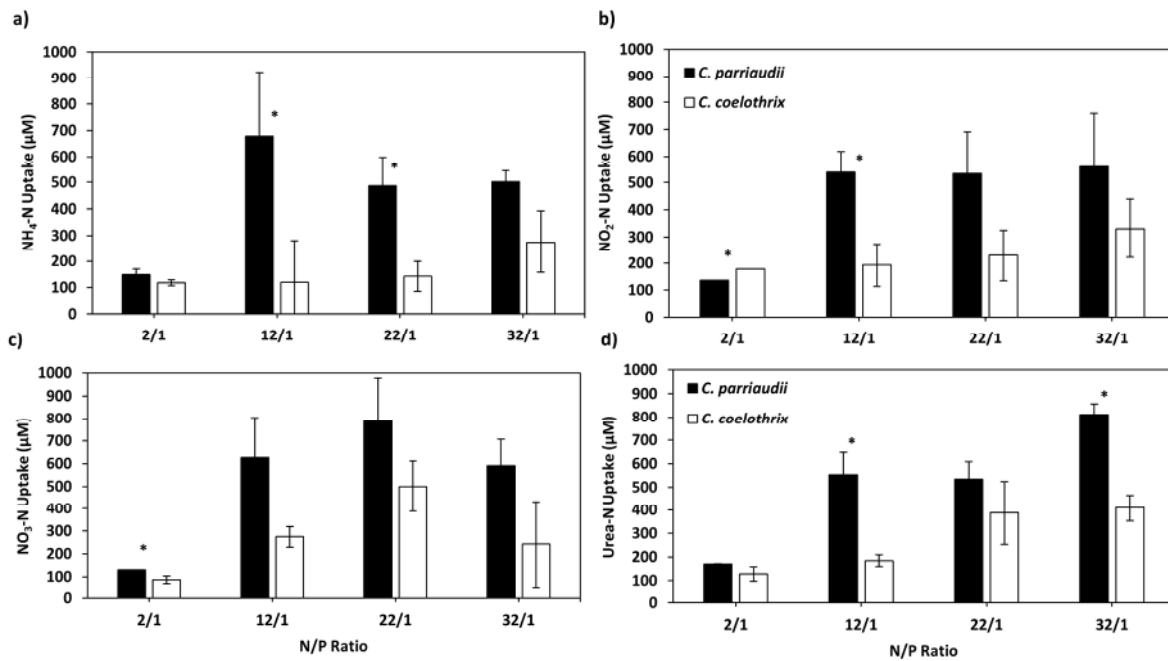 a)
1000
900
800
700
600
500
400
300
200
100
0
NH₄-N Uptake (µM)
*
*
2/1 12/1 22/1 32/1
b)
1000
900
800
700
600
500
400
300
200
100
0
NO₂-N Uptake (µM)
C. parriaudii
C. coelothrix
*
*
2/1 12/1 22/1 32/1
c)
1000
900
800
700
600
500
400
300
200
100
0
NO₃-N Uptake (µM)
*
2/1 12/1 22/1 32/1
N/P Ratio
d)
1000
900
800
700
600
500
400
300
200
100
0
Urea-N Uptake (µM)
C. parriaudii
C. coelothrix
*
*
2/1 12/1 22/1 32/1
N/P Ratio